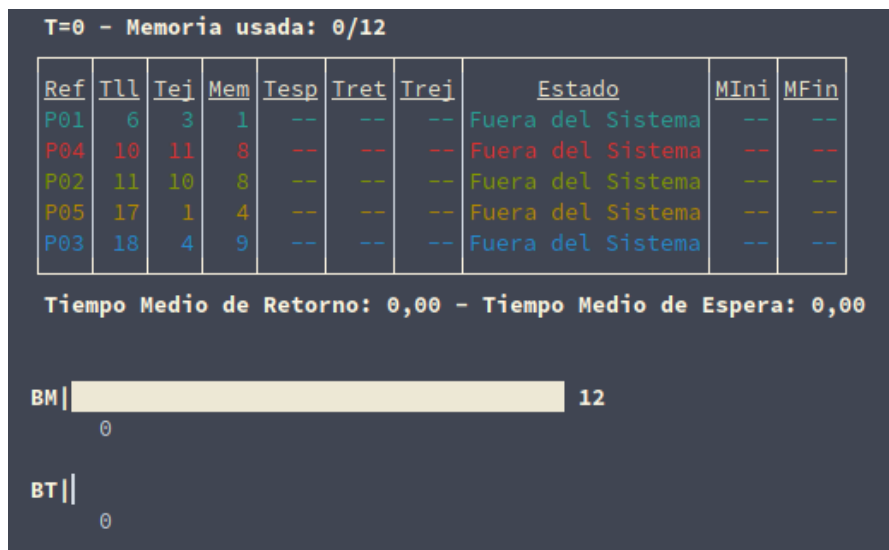 T=0 - Memoria usada: 0/12
Ref Tll Tej Mem Tesp Tret Trej Estado MIni MFin
P01 6 3 1 -- -- -- Fuera del Sistema -- --
P04 10 11 8 -- -- -- Fuera del Sistema -- --
P02 11 10 8 -- -- -- Fuera del Sistema -- --
P05 17 1 4 -- -- -- Fuera del Sistema -- --
P03 18 4 9 -- -- -- Fuera del Sistema -- --
Tiempo Medio de Retorno: 0,00 - Tiempo Medio de Espera: 0,00
BM| 12
0
BT|
0